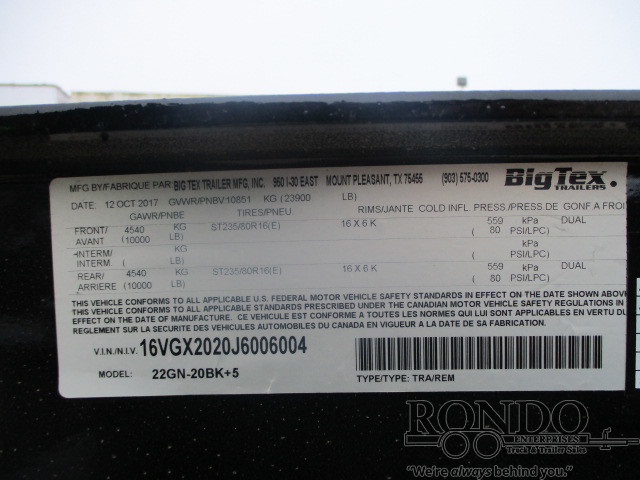 MFG BY/FABRIQUE PAR: BIG TEX TRAILER MFG, INC. 950 I-30 EAST MOUNT PLEASANT, TX 75455 (903) 575-0300
BigTex
TRAILERS
DATE: 12 OCT 2017 GVWR/PNBV: 10851 KG (23900 LB)
GAWR/PNBE TIRES/PNEU RIMS/JANTE COLD INFL. PRESS/PRESS.DE GONF A FROI
FRONT/ 4540 KG ST235/80R16(E) 16 X 6 K 559 kPa DUAL
AVANT (10000 LB) ( 80 PSI/LPC)
INTERM/ KG kPa
INTERM. ( LB) ( PSI/LPC)
REAR/ 4540 KG ST235/80R16(E) 16 X 6 K 559 kPa DUAL
ARRIERE (10000 LB) ( 80 PSI/LPC)
THIS VEHICLE CONFORMS TO ALL APPLICABLE U.S. FEDERAL MOTOR VEHICLE SAFETY STANDARDS IN EFFECT ON THE DATE SHOWN ABOVE
THIS VEHICLE CONFORMS TO ALL APPLICABLE STANDARDS PRESCRIBED UNDER THE CANADIAN MOTOR VEHICLE SAFETY REGULATIONS IN
EFFECT ON THE DATE OF MANUFACTURE. CE VEHICULE EST CONFORME A TOUTES LES NORMES QUI LUI SONT APPLICABLES EN VERTU DU
REGLEMENT SUR LA SECURITE DES VEHICULES AUTOMOBILES DU CANADA EN VIGUEUR A LA DATE DE SA FABRICATION.
V.I.N./N.I.V. 16VGX2020J6006004
MODEL: 22GN-20BK+5
TYPE/TYPE: TRA/REM
RONDO
ENTERPRISES
Truck & Trailer Sales
"We're always behind you."